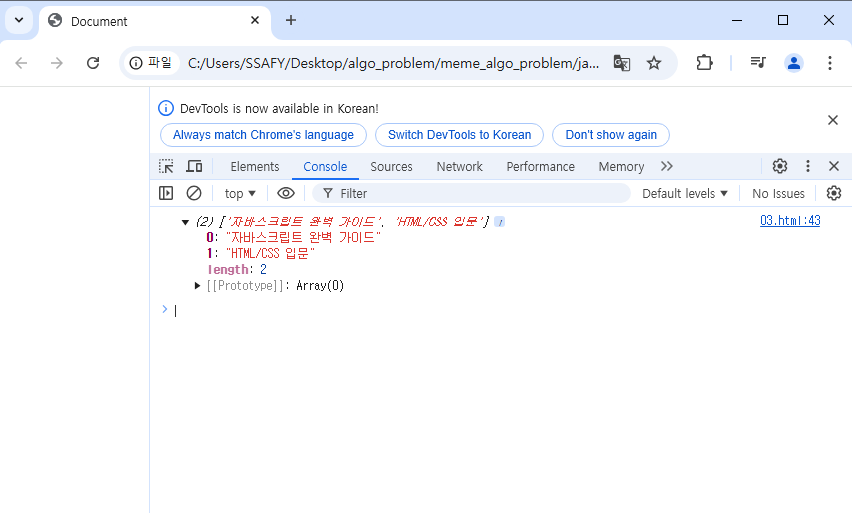 Document
파일 C:/Users/SSAFY/Desktop/algo_problem/meme_algo_problem/ja...
DevTools is now available in Korean!
Always match Chrome's language Switch DevTools to Korean Don't show again
Elements Console Sources Network Performance Memory
top Filter Default levels No Issues
(2) ['자바스크립트 완벽 가이드', 'HTML/CSS 입문'] i 03.html:43
0: "자바스크립트 완벽 가이드"
1: "HTML/CSS 입문"
length: 2
[[Prototype]]: Array(0)